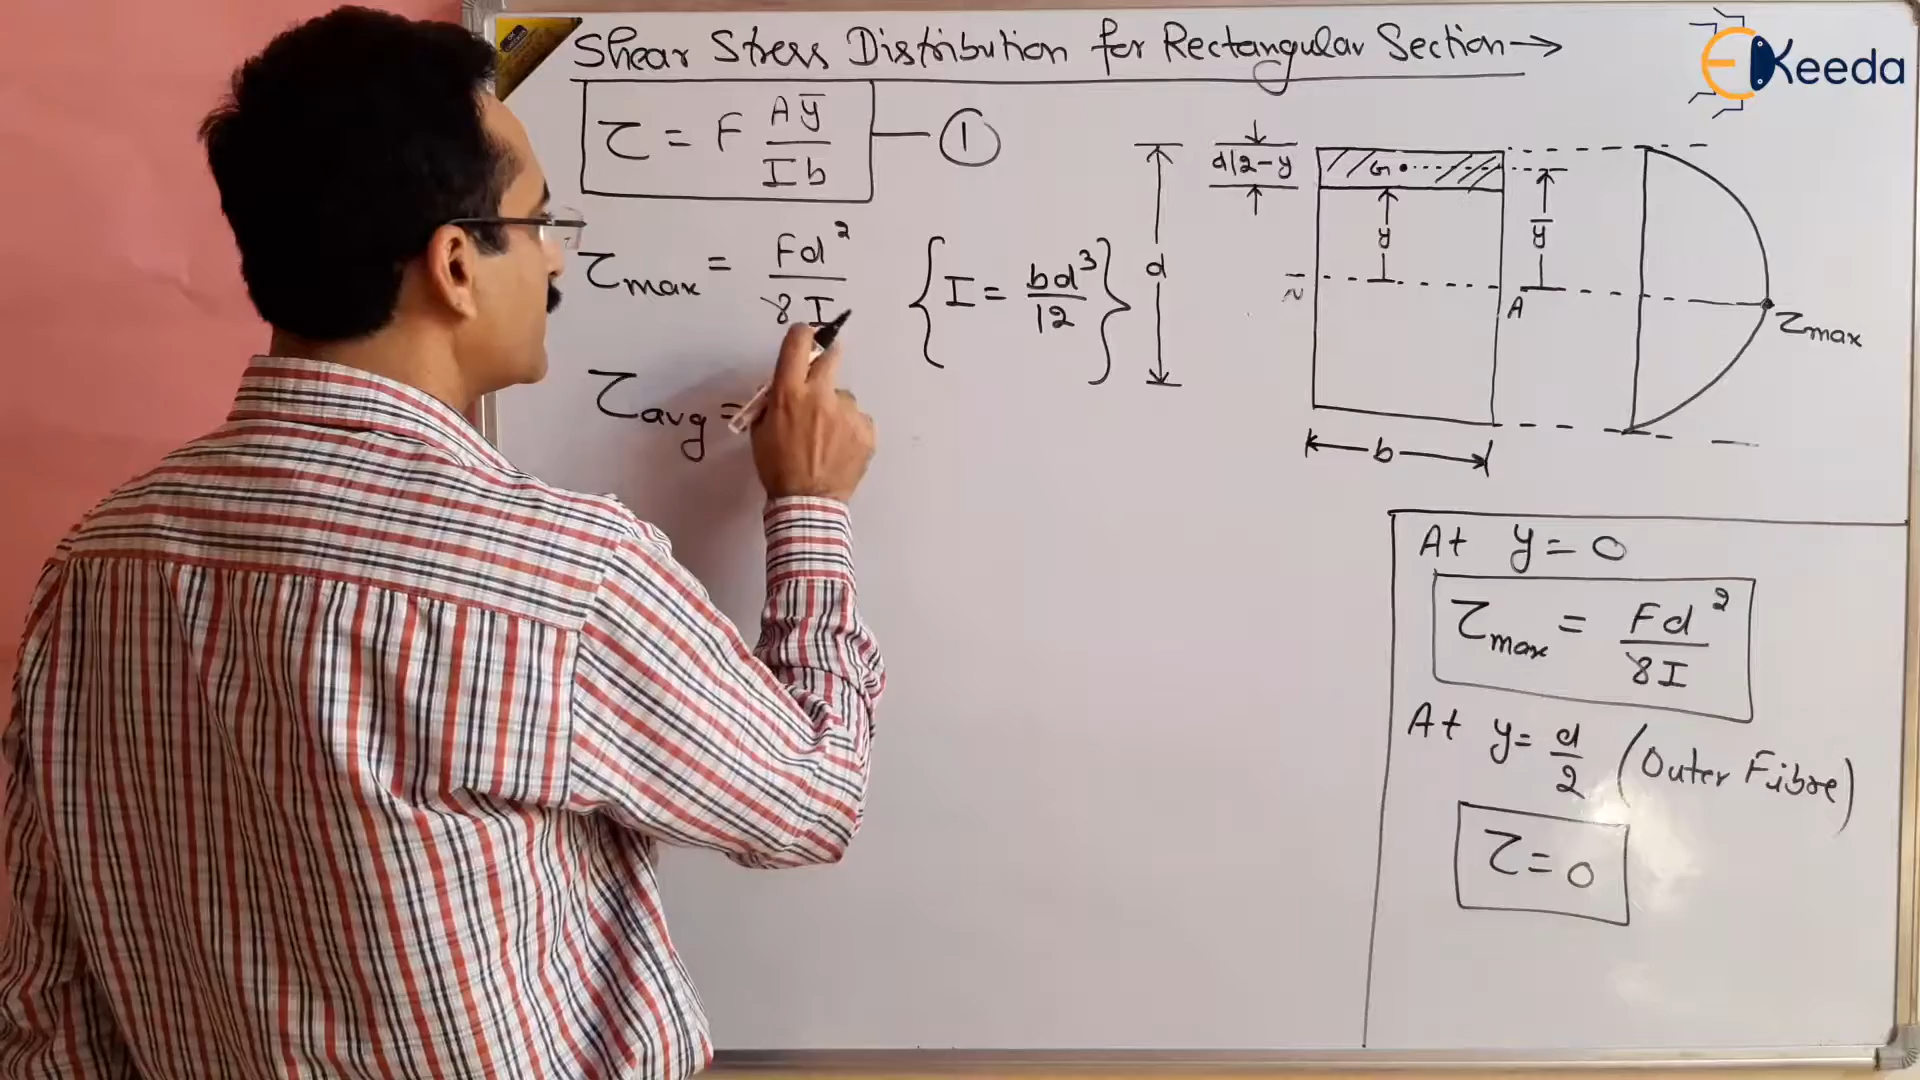 Shear Stress Distribution for Rectangular Section→
EKeeda
τ = F Aȳ / Ib — ①
τmax = Fd² / 8I { I = bd³ / 12 }
τavg =
d/2-y
G
y
ȳ
d
N
A
b
τmax
At y = 0
τmax = Fd² / 8I
At y = d/2 (Outer Fibre)
τ = 0